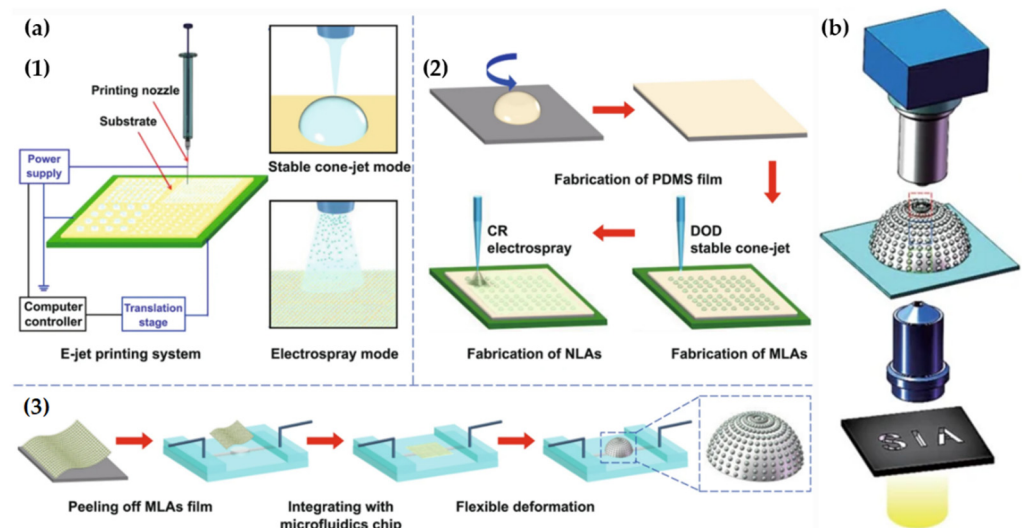 (a)
(1)
Printing nozzle
Substrate
Power
supply
Computer
controller
Translation
stage
E-jet printing system
Stable cone-jet mode
Electrospray mode
(2)
Fabrication of PDMS film
CR
electrospray
DOD
stable cone-jet
Fabrication of NLAs
Fabrication of MLAs
(3)
Peeling off MLAs film
Integrating with
microfluidics chip
Flexible deformation
(b)
SIA